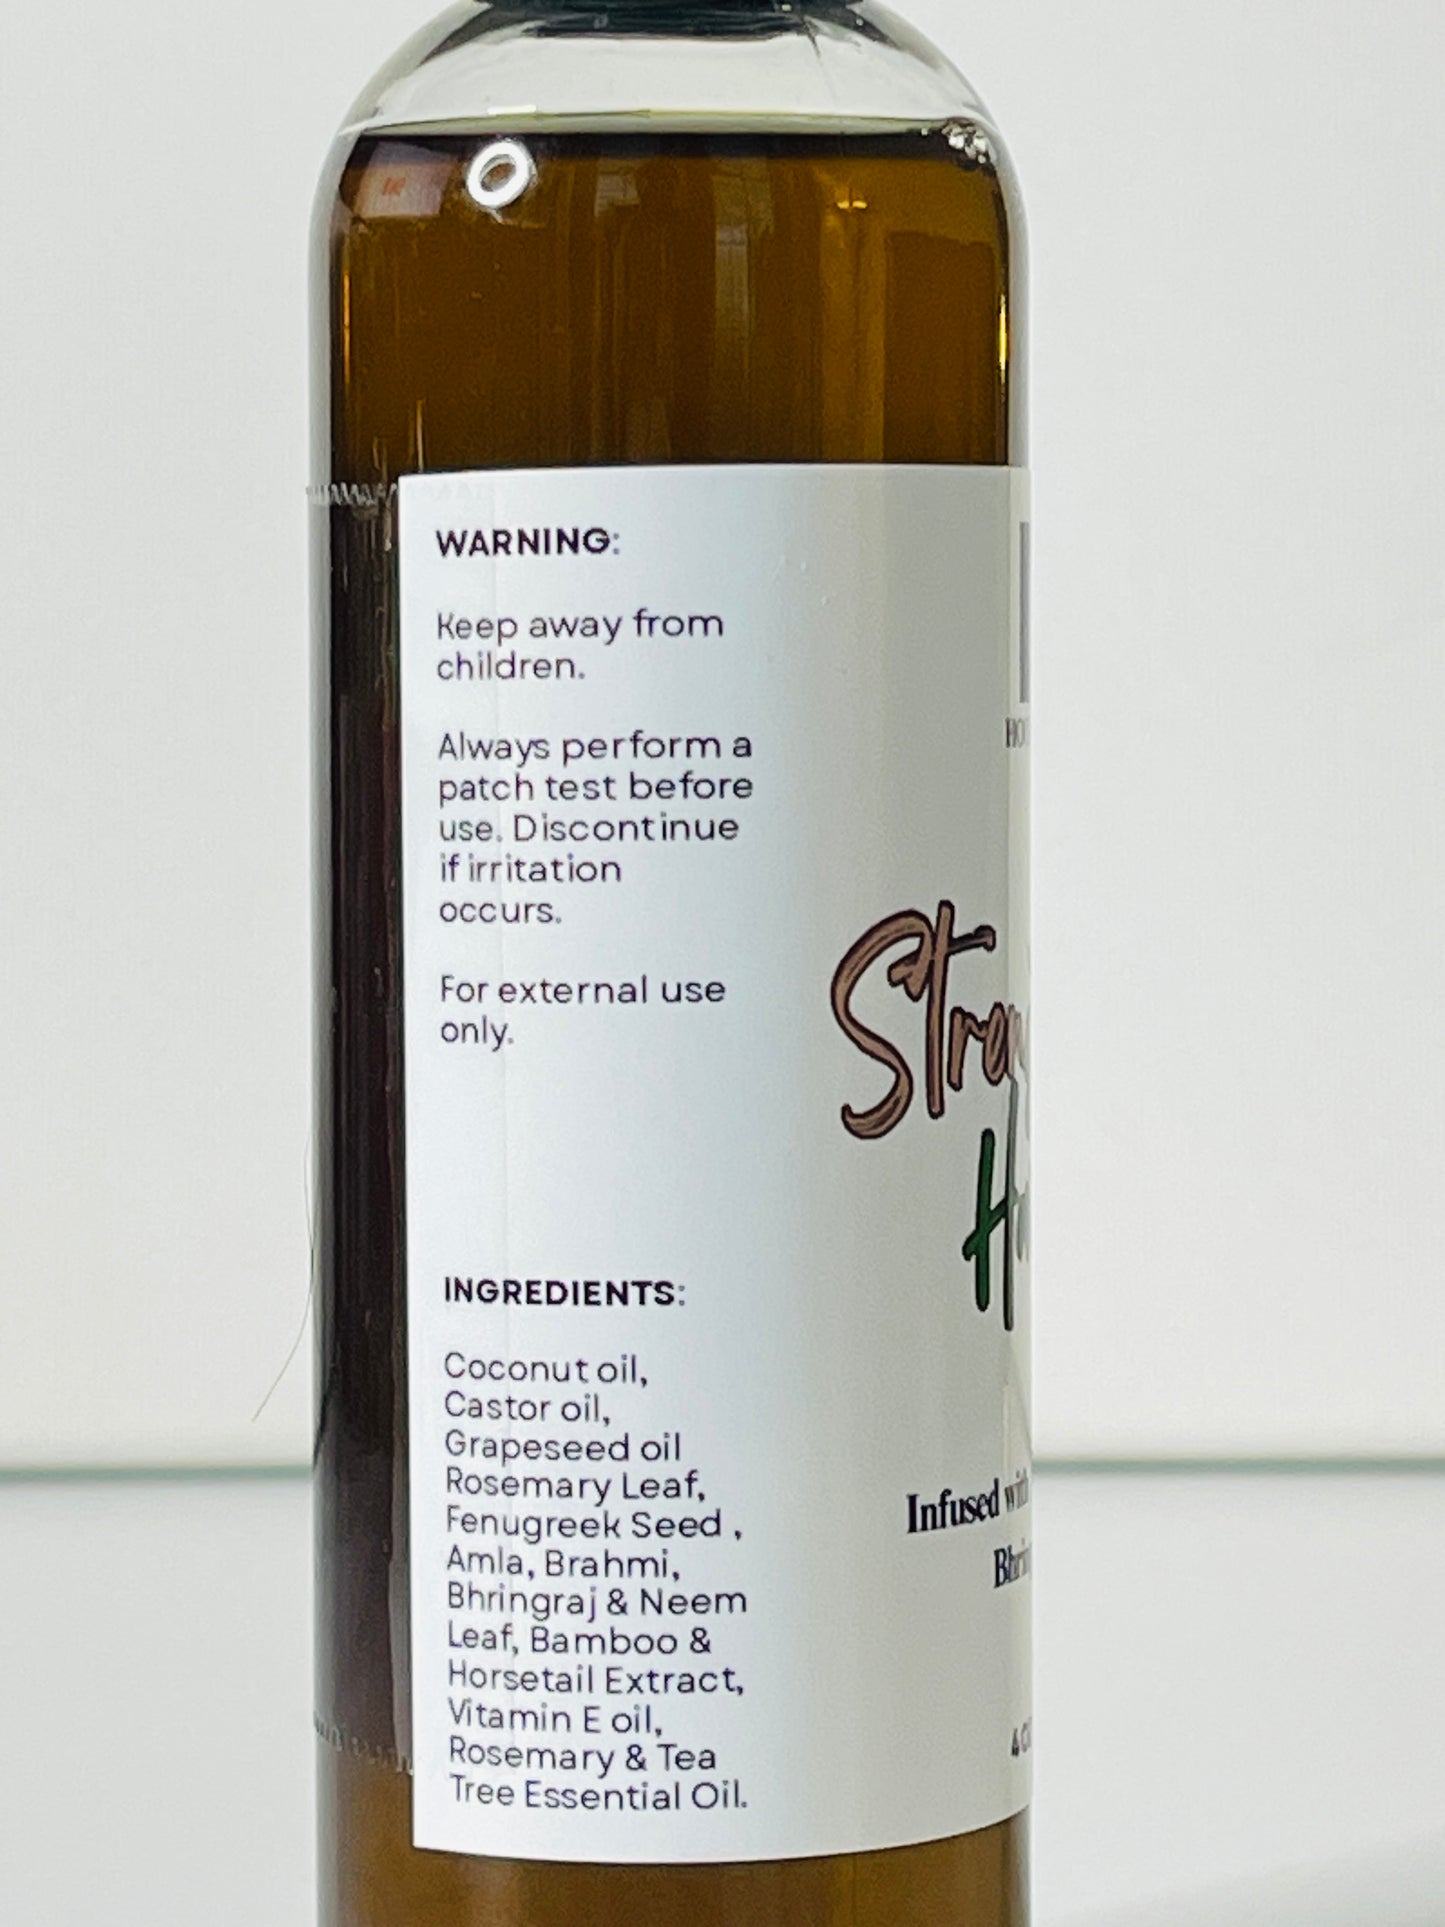 WARNING:
Keep away from
children.
Always perform a
patch test before
use. Discontinue
if irritation
occurs.
For external use
only.
INGREDIENTS:
Coconut oil,
Castor oil,
Grapeseed oil
Rosemary Leaf,
Fenugreek Seed ,
Amla, Brahmi,
Bhringraj & Neem
Leaf, Bamboo &
Horsetail Extract,
Vitamin E oil,
Rosemary & Tea
Tree Essential Oil.
Infused with